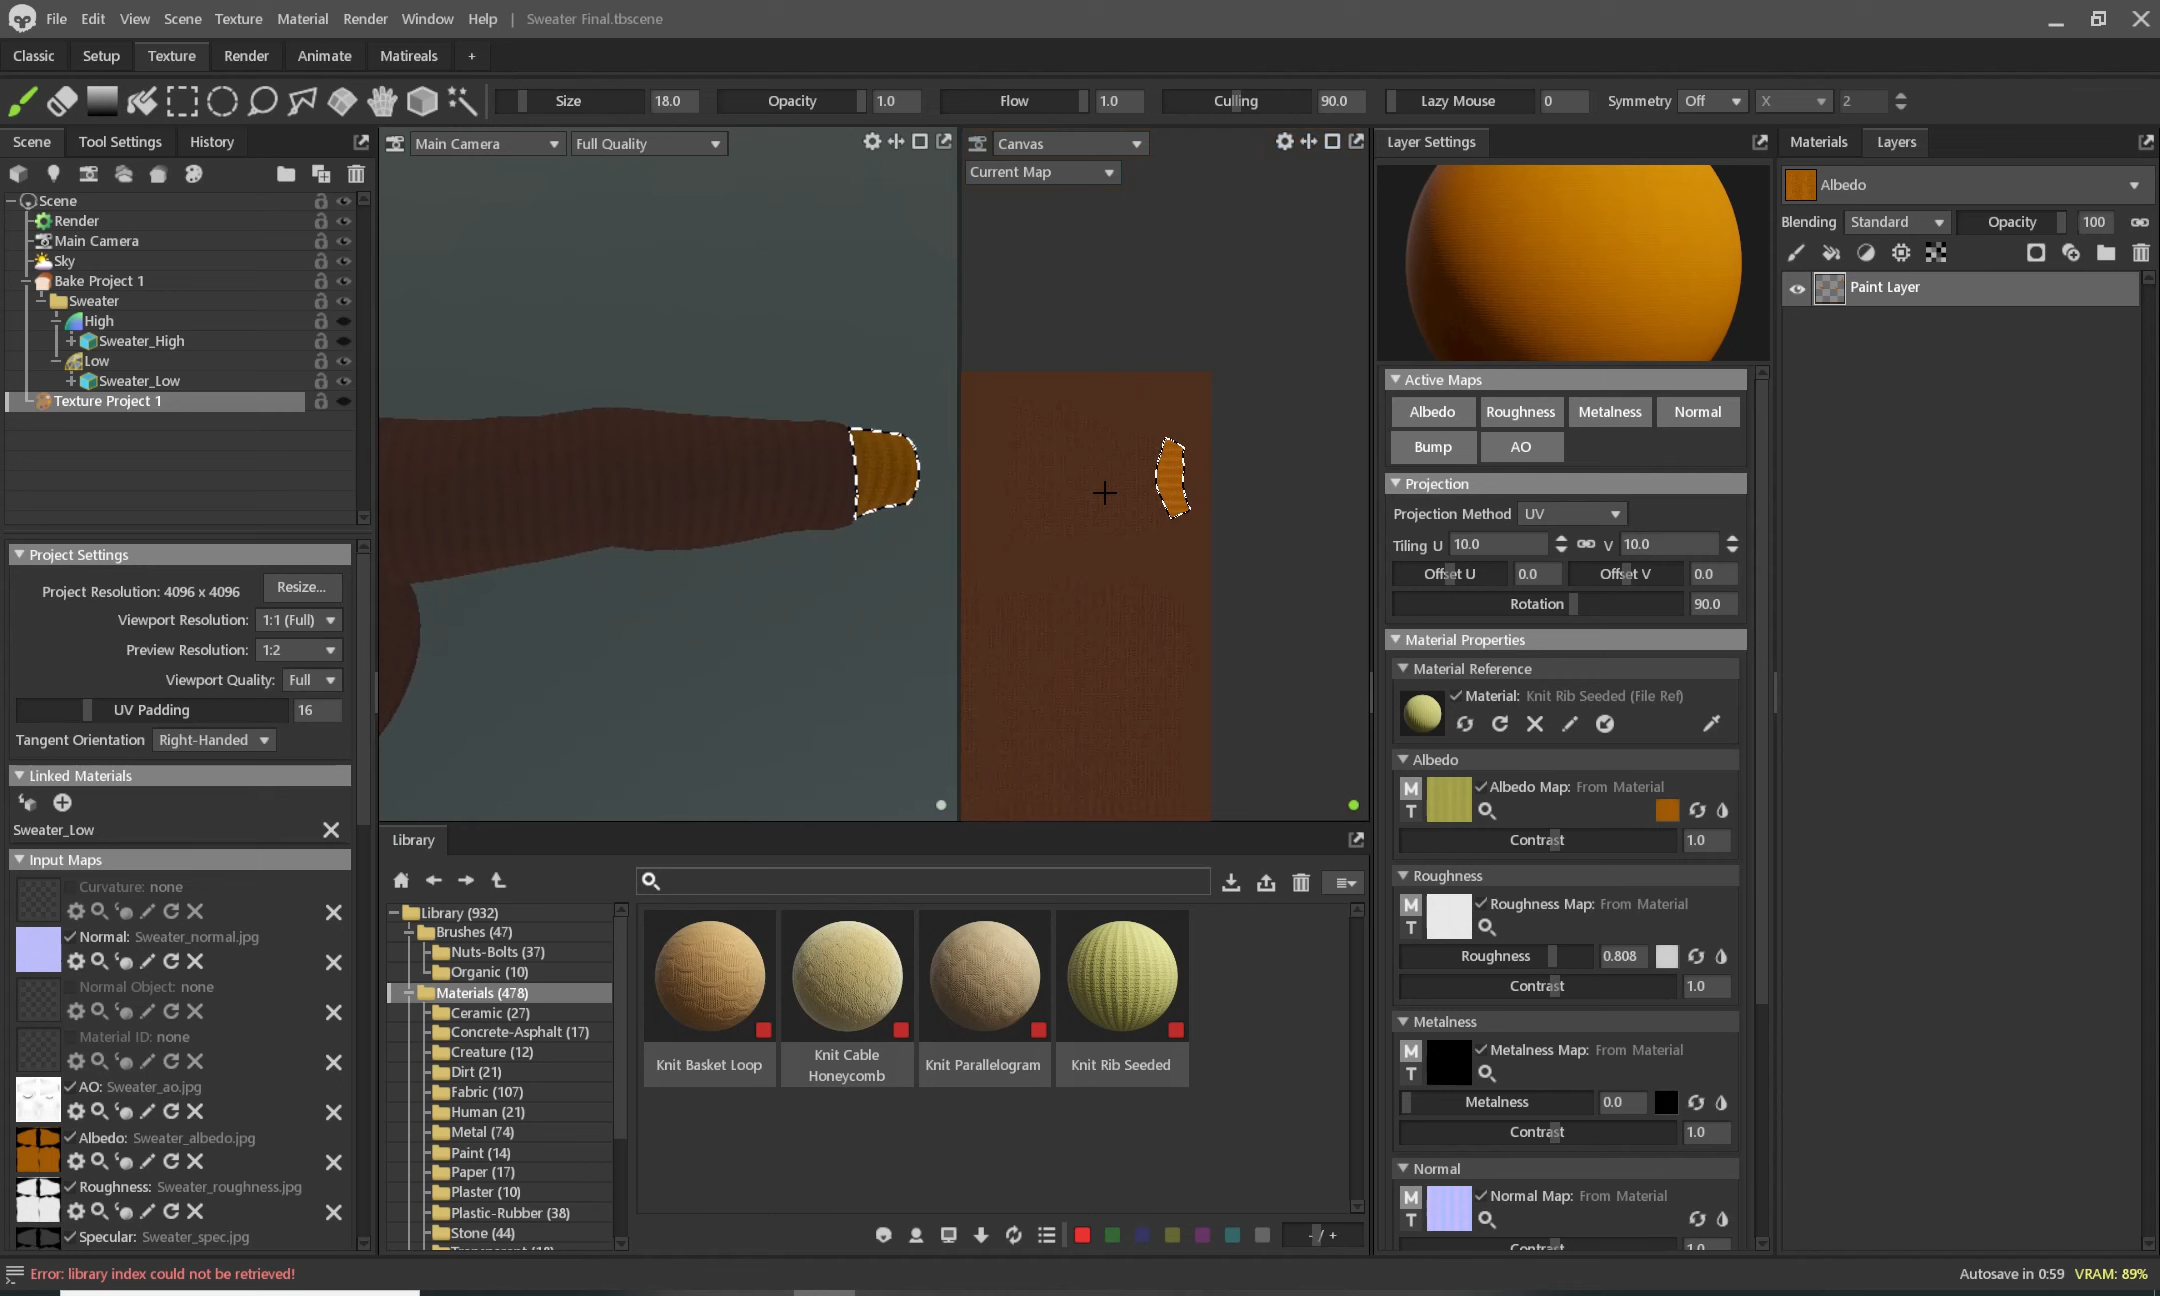 File Edit View Scene Texture Material Render Window Help | Sweater Final.tbscene
Classic Setup Texture Render Animate Matireals +
Size 18.0 Opacity 1.0 Flow 1.0 Culling 90.0 Lazy Mouse 0 Symmetry Off X 2
Scene Tool Settings History
Scene
Render
Main Camera
Sky
Bake Project 1
Sweater
High
Sweater_High
Low
Sweater_Low
Texture Project 1
Project Settings
Project Resolution: 4096 x 4096 Resize...
Viewport Resolution: 1:1 (Full)
Preview Resolution: 1:2
Viewport Quality: Full
UV Padding 16
Tangent Orientation Right-Handed
Linked Materials
Sweater_Low
Input Maps
Curvature: none
Normal: Sweater_normal.jpg
Normal Object: none
Material ID: none
AO: Sweater_ao.jpg
Albedo: Sweater_albedo.jpg
Roughness: Sweater_roughness.jpg
Specular: Sweater_spec.jpg
Main Camera Full Quality
Canvas
Current Map
Library
Library (932)
Brushes (47)
Nuts-Bolts (37)
Organic (10)
Materials (478)
Ceramic (27)
Concrete-Asphalt (17)
Creature (12)
Dirt (21)
Fabric (107)
Human (21)
Metal (74)
Paint (14)
Paper (17)
Plaster (10)
Plastic-Rubber (38)
Stone (44)
Knit Basket Loop
Knit Cable
Honeycomb
Knit Parallelogram
Knit Rib Seeded
- / +
Layer Settings
Active Maps
Albedo Roughness Metalness Normal
Bump AO
Projection
Projection Method UV
Tiling U 10.0 V 10.0
Offset U 0.0 Offset V 0.0
Rotation 90.0
Material Properties
Material Reference
Material: Knit Rib Seeded (File Ref)
Albedo
M Albedo Map: From Material
T
Contrast 1.0
Roughness
M Roughness Map: From Material
T
Roughness 0.808
Contrast 1.0
Metalness
M Metalness Map: From Material
T
Metalness 0.0
Contrast 1.0
Normal
M Normal Map: From Material
T
Contrast 1.0
Materials Layers
Albedo
Blending Standard Opacity 100
Paint Layer
Error: library index could not be retrieved!
Autosave in 0:59 VRAM: 89%